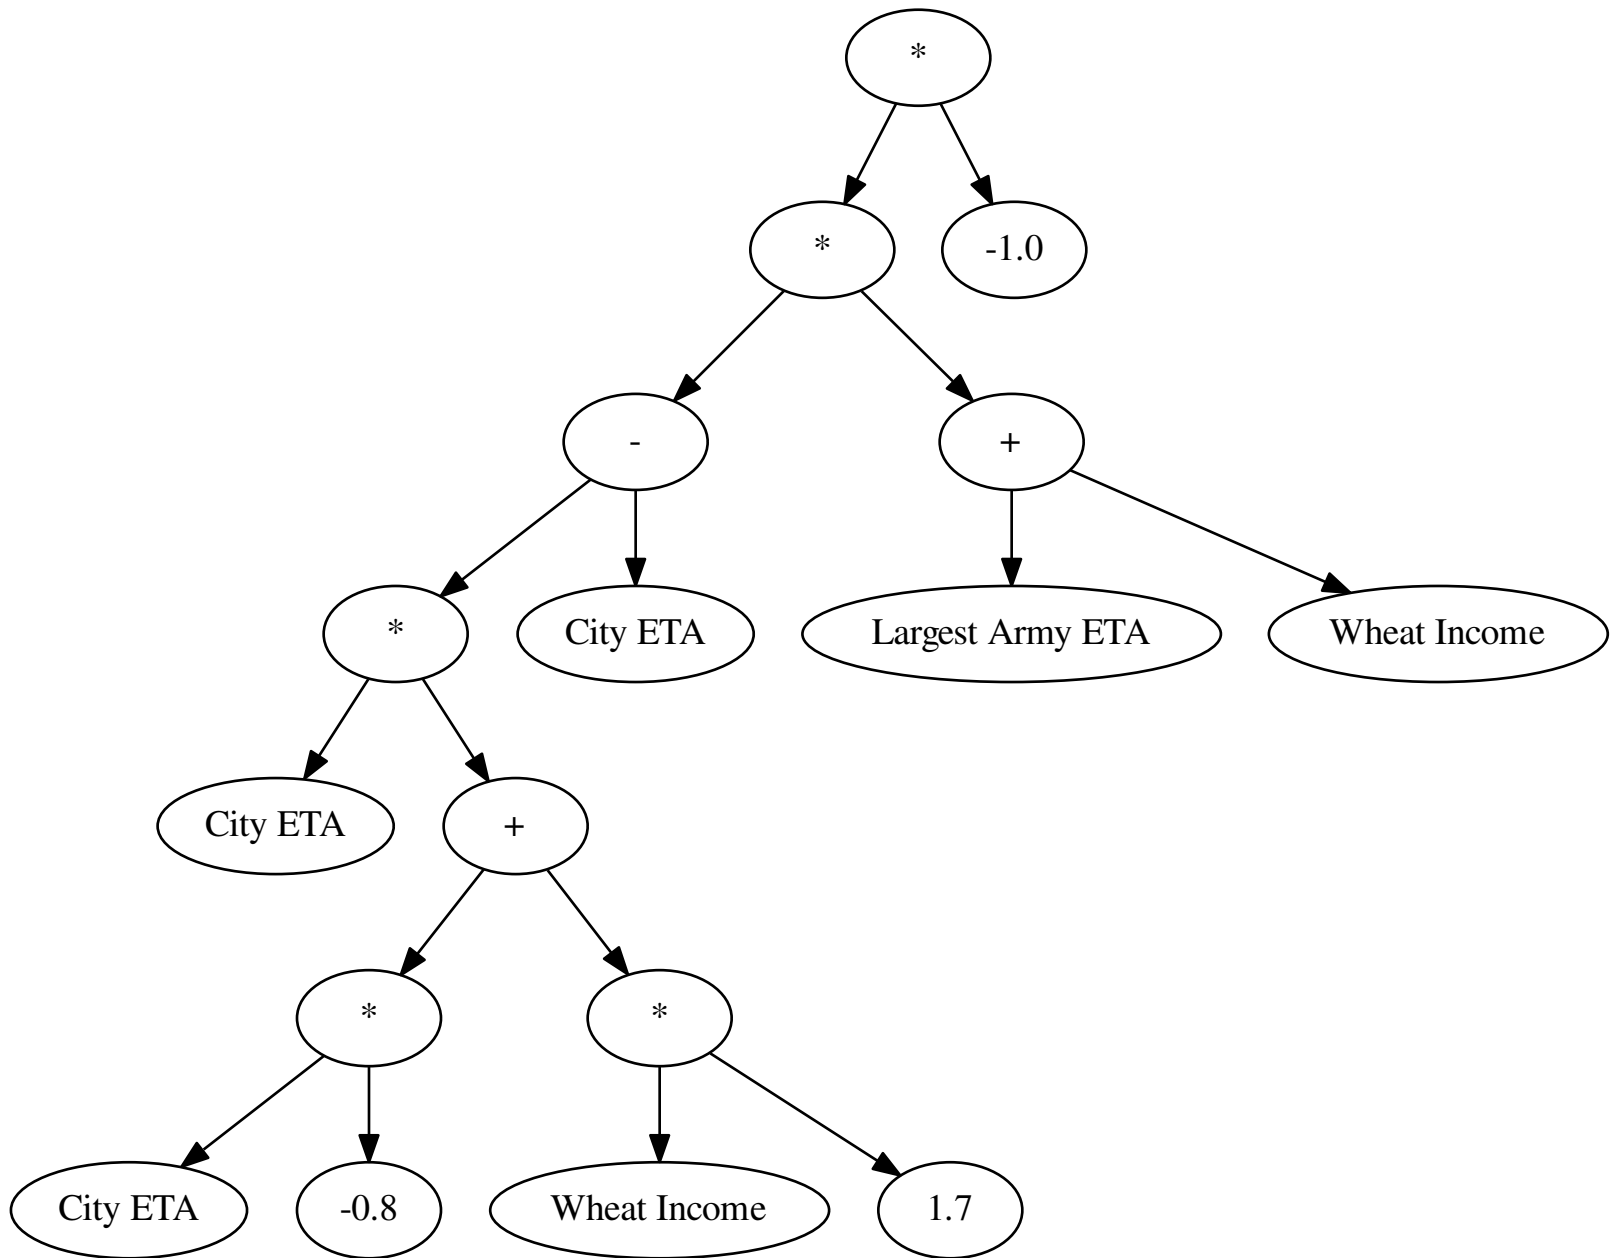 *
* -1.0
- +
* City ETA Largest Army ETA Wheat Income
City ETA +
* *
City ETA -0.8 Wheat Income 1.7